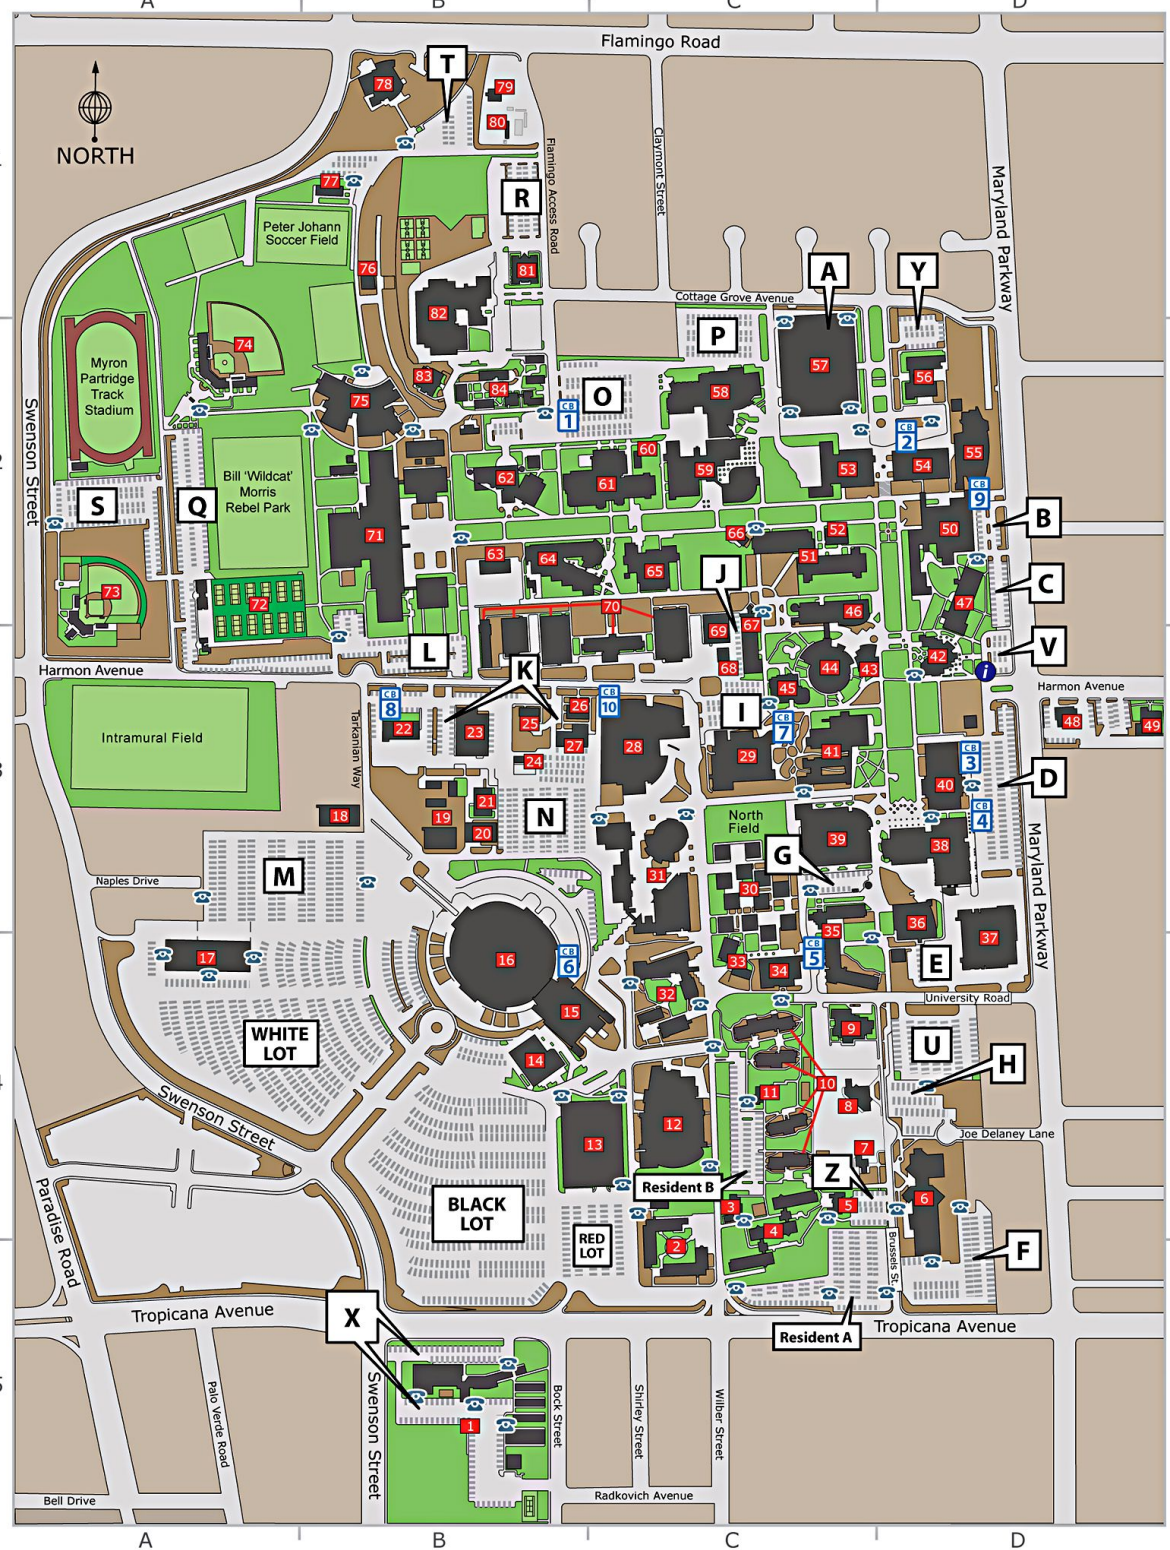 A
B
C
D
Flamingo Road
NORTH
78
T
79
80
Flamingo Access Road
Claymont Street
Maryland Parkway
77
R
Peter Johann
Soccer Field
76
81
A
Y
82
Cottage Grove Avenue
P
74
57
Myron
Partridge
Track
Stadium
75
83
84
O
CB
1
58
56
CB
2
Swenson Street
S
Q
Bill 'Wildcat'
Morris
Rebel Park
62
60
61
59
53
54
55
CB
9
71
66
52
50
B
63
64
65
51
J
C
73
72
70
46
47
L
69
67
68
44
43
42
V
i
Harmon Avenue
K
45
Harmon Avenue
CB
8
22
23
25
26
CB
10
I
CB
7
48
49
Intramural Field
Tarkanian Way
27
28
29
41
24
CB
3
40
D
18
19
21
20
N
North
Field
CB
4
39
38
G
M
Naples Drive
31
30
Maryland Parkway
17
16
CB
6
35
36
37
33
34
CB
5
E
32
University Road
WHITE
LOT
15
9
U
14
H
10
11
8
Swenson Street
13
12
7
Joe Delaney Lane
Resident B
Z
Paradise Road
BLACK
LOT
RED
LOT
3
4
5
6
2
Brussels St.
F
Tropicana Avenue
X
Resident A
Tropicana Avenue
Palo Verde Road
Swenson Street
1
Bock Street
Shirley Street
Wilber Street
Bell Drive
Radkovich Avenue
A
B
C
D